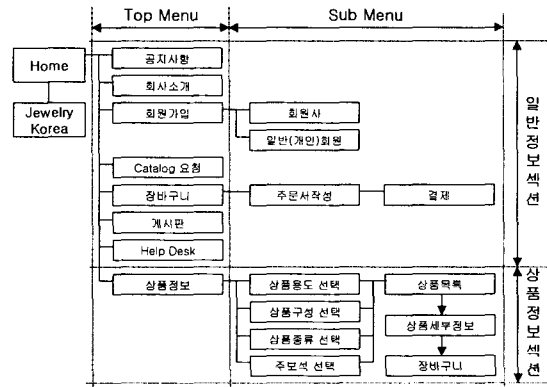 Top Menu
Sub Menu
Home
Jewelry
Korea
공지사항
회사소개
회원가입
회원사
일반(개인)회원
Catalog 요청
장바구니
주문서작성
결제
게시판
Help Desk
일반정보섹션
상품정보
상품용도 선택
상품목록
상품구성 선택
상품세부정보
상품종류 선택
주보석 선택
장바구니
상품정보섹션